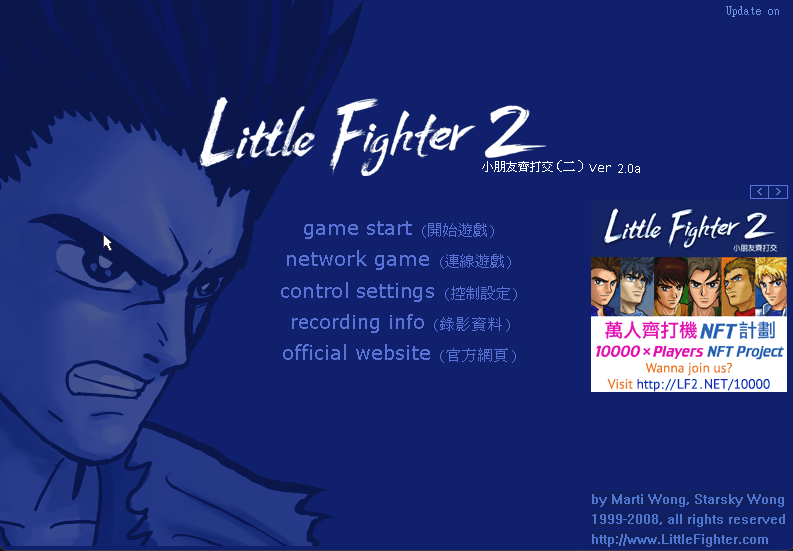 Update on
LITTLE FIGHTER 2
小朋友齊打交(二) Ver 2.0a
game start (開始遊戲)
network game (連線遊戲)
control settings (控制設定)
recording info (錄影資料)
official website (官方網頁)
LITTLE FIGHTER 2
小朋友齊打交
萬人齊打機 NFT計劃
10000×Players NFT Project
Wanna join us?
Visit http://LF2.NET/10000
by Marti Wong, Starsky Wong
1999-2008, all rights reserved
http://www.LittleFighter.com